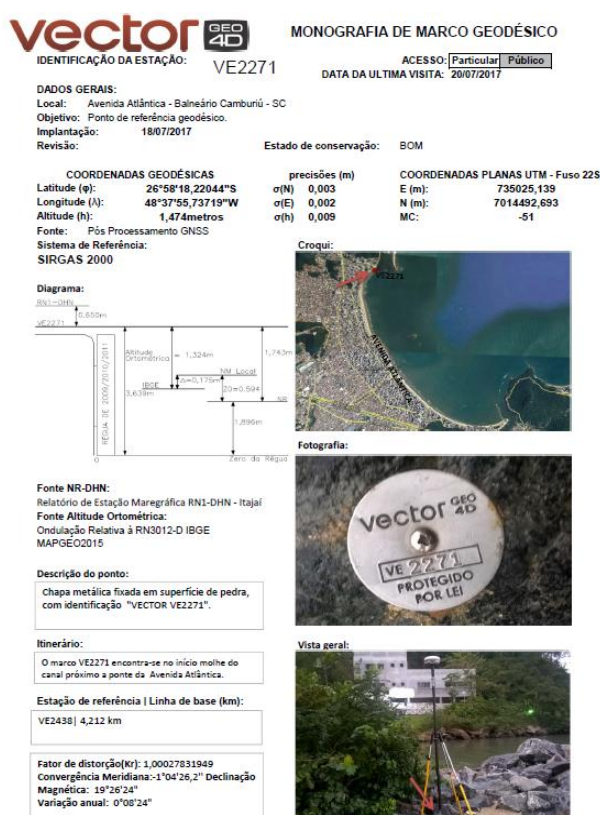 vector GEO 4D
MONOGRAFIA DE MARCO GEODÉSICO
IDENTIFICAÇÃO DA ESTAÇÃO: VE2271
ACESSO: Particular Público
DATA DA ULTIMA VISITA: 20/07/2017
DADOS GERAIS:
Local: Avenida Atlântica - Balneário Camburiú - SC
Objetivo: Ponto de referência geodésico.
Implantação: 18/07/2017
Revisão: Estado de conservação: BOM
COORDENADAS GEODÉSICAS precisões (m) COORDENADAS PLANAS UTM - Fuso 22S
Latitude (φ): 26°58'18,22044"S σ(N) 0,003 E (m): 735025,139
Longitude (λ): 48°37'55,73719"W σ(E) 0,002 N (m): 7014492,693
Altitude (h): 1,474metros σ(h) 0,009 MC: -51
Fonte: Pós Processamento GNSS
Sistema de Referência:
SIRGAS 2000
Croqui:
VE2271
AVENIDA ATLÂNTICA
Diagrama:
RN1-DHN
0,850m
VE2271
Altitude
Ortométrica = 1,324m
1,743m
NM Local
Δ=0,175m
IBGE
3,639m
Z0=0.594
NR
1,896m
RÉGUA DE 2009/2010/2011
0
Zero da Régua
Fotografia:
vector GEO 4D
VE 2271
PROTEGIDO
POR LEI
Fonte NR-DHN:
Relatório de Estação Maregráfica RN1-DHN - Itajaí
Fonte Altitude Ortométrica:
Ondulação Relativa à RN3012-D IBGE
MAPGEO2015
Descrição do ponto:
Chapa metálica fixada em superfície de pedra,
com identificação "VECTOR VE2271".
Itinerário:
O marco VE2271 encontra-se no início molhe do
canal próximo a ponte da Avenida Atlântica.
Vista geral:
Estação de referência | Linha de base (km):
VE2438| 4,212 km
Fator de distorção(Kr): 1,00027831949
Convergência Meridiana:-1°04'26,2" Declinação
Magnética: 19°26'24"
Variação anual: 0°08'24"